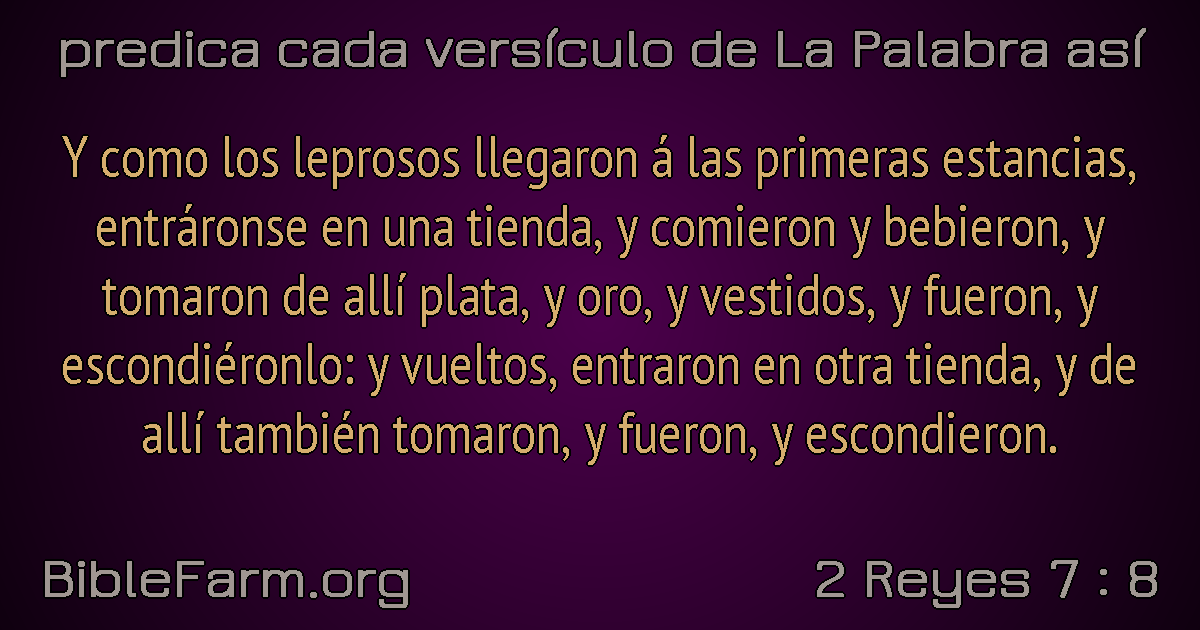 predica cada versículo de La Palabra así
Y como los leprosos llegaron á las primeras estancias,
entráronse en una tienda, y comieron y bebieron, y
tomaron de allí plata, y oro, y vestidos, y fueron, y
escondiéronlo: y vueltos, entraron en otra tienda, y de
allí también tomaron, y fueron, y escondieron.
BibleFarm.org
2 Reyes 7 : 8